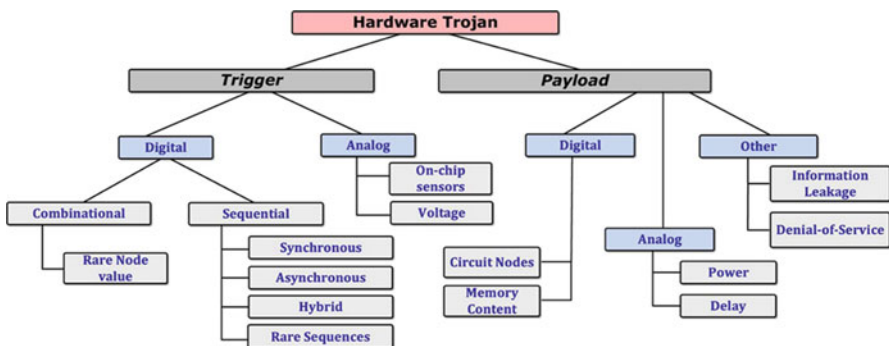 Hardware Trojan
Trigger
Payload
Digital
Analog
Digital
Other
On-chip
sensors
Information
Leakage
Combinational
Sequential
Voltage
Denial-of-Service
Analog
Synchronous
Rare Node
value
Circuit Nodes
Asynchronous
Power
Memory
Content
Hybrid
Delay
Rare Sequences